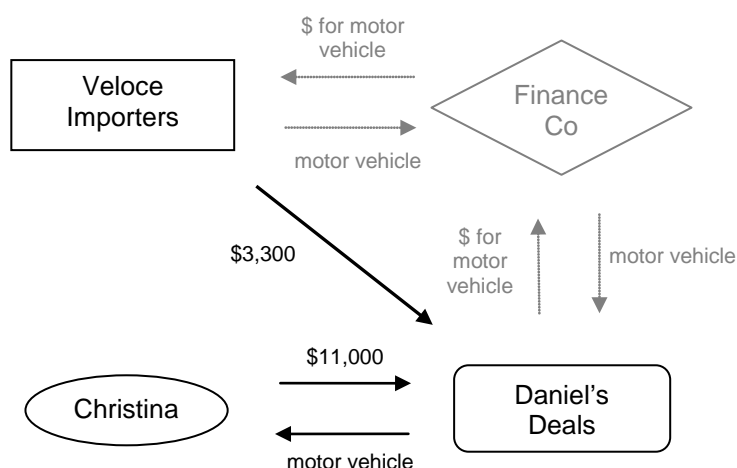 $ for motor
vehicle
Veloce
Importers
Finance
Co
motor vehicle
$3,300
$ for
motor
vehicle
motor vehicle
$11,000
Christina
Daniel's
Deals
motor vehicle